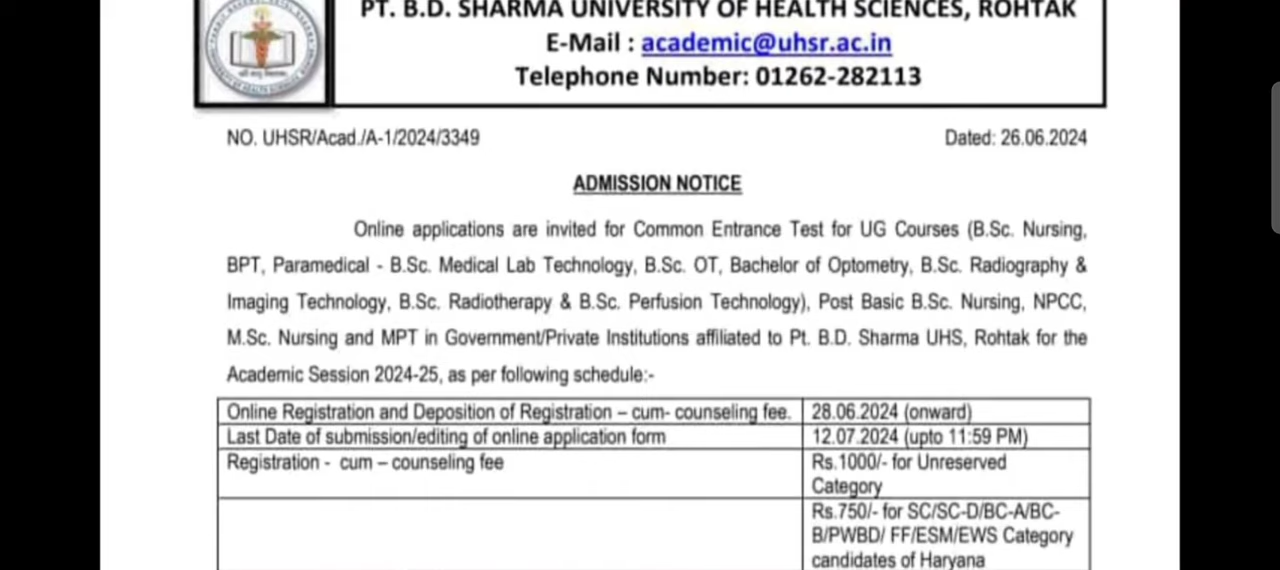 PT. B.D. SHARMA UNIVERSITY OF HEALTH SCIENCES, ROHTAK
E-Mail : academic@uhsr.ac.in
Telephone Number: 01262-282113
NO. UHSR/Acad./A-1/2024/3349
Dated: 26.06.2024
ADMISSION NOTICE
Online applications are invited for Common Entrance Test for UG Courses (B.Sc. Nursing,
BPT, Paramedical - B.Sc. Medical Lab Technology, B.Sc. OT, Bachelor of Optometry, B.Sc. Radiography &
Imaging Technology, B.Sc. Radiotherapy & B.Sc. Perfusion Technology), Post Basic B.Sc. Nursing, NPCC,
M.Sc. Nursing and MPT in Government/Private Institutions affiliated to Pt. B.D. Sharma UHS, Rohtak for the
Academic Session 2024-25, as per following schedule:-
Online Registration and Deposition of Registration – cum- counseling fee. 28.06.2024 (onward)
Last Date of submission/editing of online application form 12.07.2024 (upto 11:59 PM)
Registration - cum – counseling fee Rs.1000/- for Unreserved
Category
Rs.750/- for SC/SC-D/BC-A/BC-
B/PWBD/ FF/ESM/EWS Category
candidates of Haryana